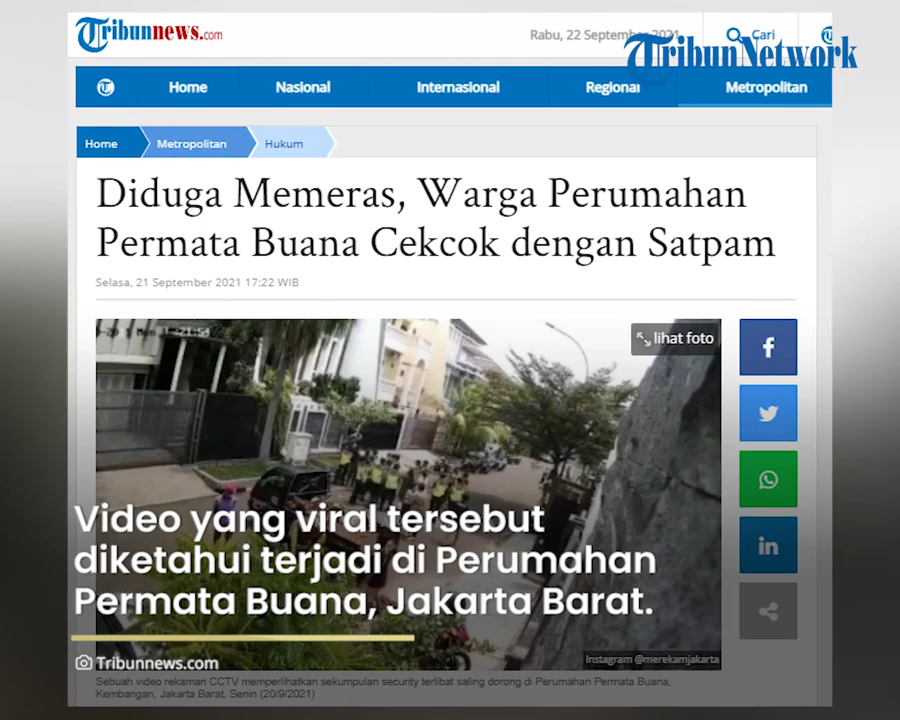 Tribunnews.com
Rabu, 22 September 2021
Cari
TribunNetwork
Home
Nasional
Internasional
Regional
Metropolitan
Home
Metropolitan
Hukum
Diduga Memeras, Warga Perumahan
Permata Buana Cekcok dengan Satpam
Selasa, 21 September 2021 17:22 WIB
lihat foto
Video yang viral tersebut
diketahui terjadi di Perumahan
Permata Buana, Jakarta Barat.
Tribunnews.com
Instagram @merekamjakarta
Sebuah video rekaman CCTV memperlihatkan sekumpulan security terlibat saling dorong di Perumahan Permata Buana,
Kembangan, Jakarta Barat, Senin (20/9/2021)